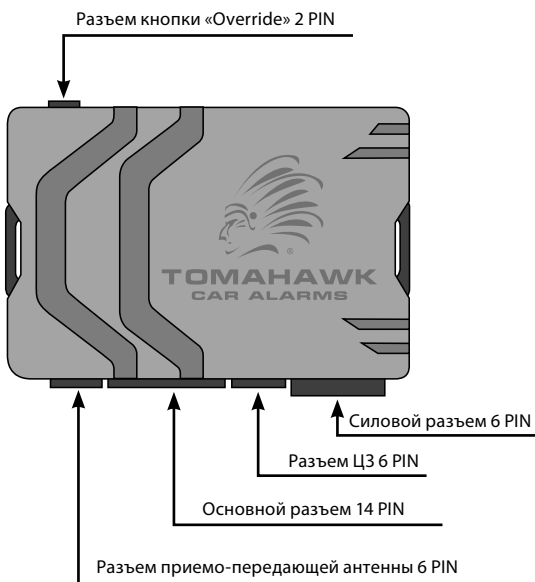 Разъем кнопки «Override» 2 PIN
®
TOMAHAWK
CAR ALARMS
Силовой разъем 6 PIN
Разъем ЦЗ 6 PIN
Основной разъем 14 PIN
Разъем приемо-передающей антенны 6 PIN